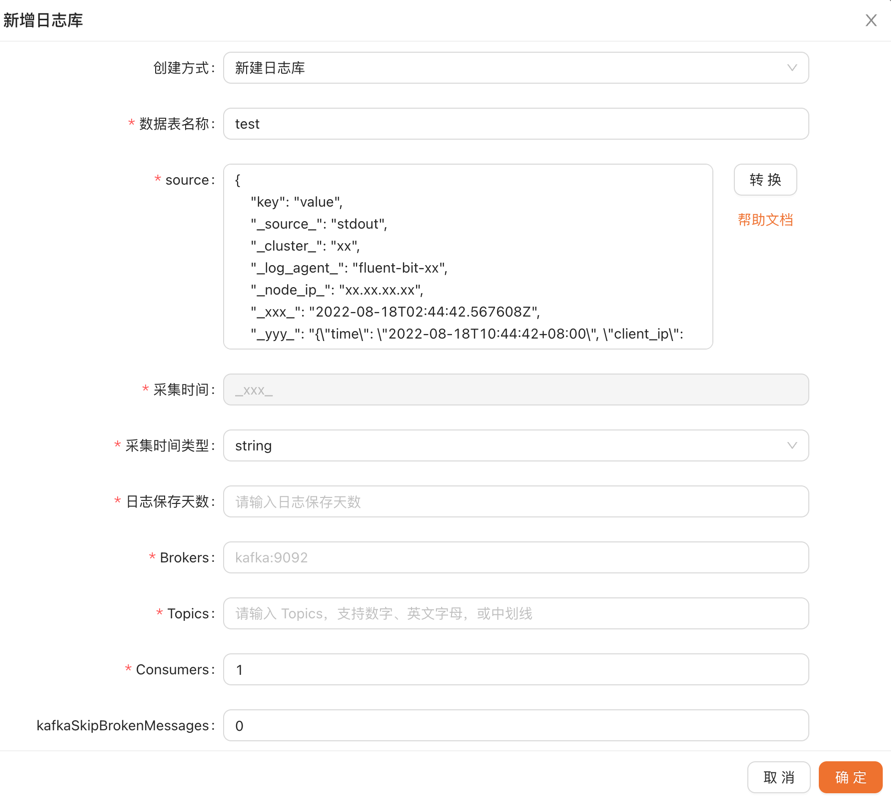 新增日志库
创建方式: 新建日志库
* 数据表名称: test
* source: {
"key": "value",
"_source_": "stdout",
"_cluster_": "xx",
"_log_agent_": "fluent-bit-xx",
"_node_ip_": "xx.xx.xx.xx",
"_xxx_": "2022-08-18T02:44:42.567608Z",
"_yyy_": "{\"time\": \"2022-08-18T10:44:42+08:00\", \"client_ip\":
转 换
帮助文档
* 采集时间: _xxx_
* 采集时间类型: string
* 日志保存天数: 请输入日志保存天数
* Brokers: kafka:9092
* Topics: 请输入 Topics，支持数字、英文字母，或中划线
* Consumers: 1
kafkaSkipBrokenMessages: 0
取 消 确 定